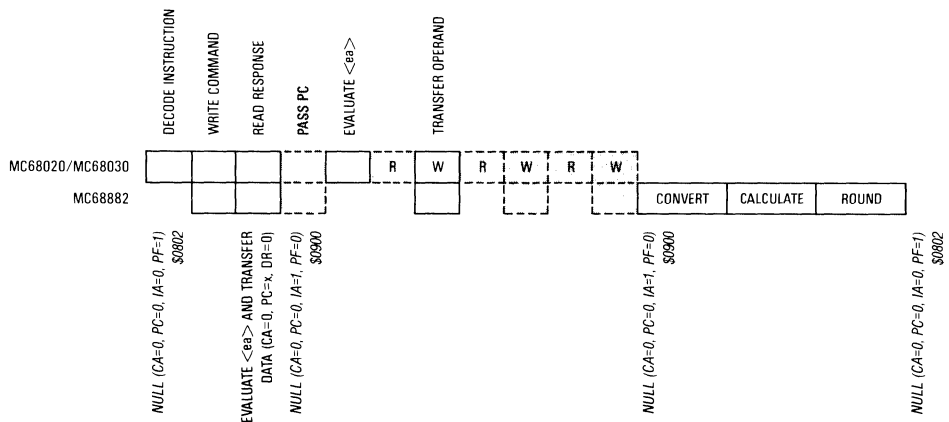 DECODE INSTRUCTION
WRITE COMMAND
READ RESPONSE
PASS PC
EVALUATE <ea>
TRANSFER OPERAND
MC68020/MC68030
R
W
R
W
R
W
MC68882
CONVERT
CALCULATE
ROUND
NULL (CA=0, PC=0, IA=0, PF=1)
$0802
EVALUATE <ea> AND TRANSFER
DATA (CA=0, PC=x, DR=0)
NULL (CA=0, PC=0, IA=1, PF=0)
$0900
NULL (CA=0, PC=0, IA=1, PF=0)
$0900
NULL (CA=0, PC=0, IA=0, PF=1)
$0802